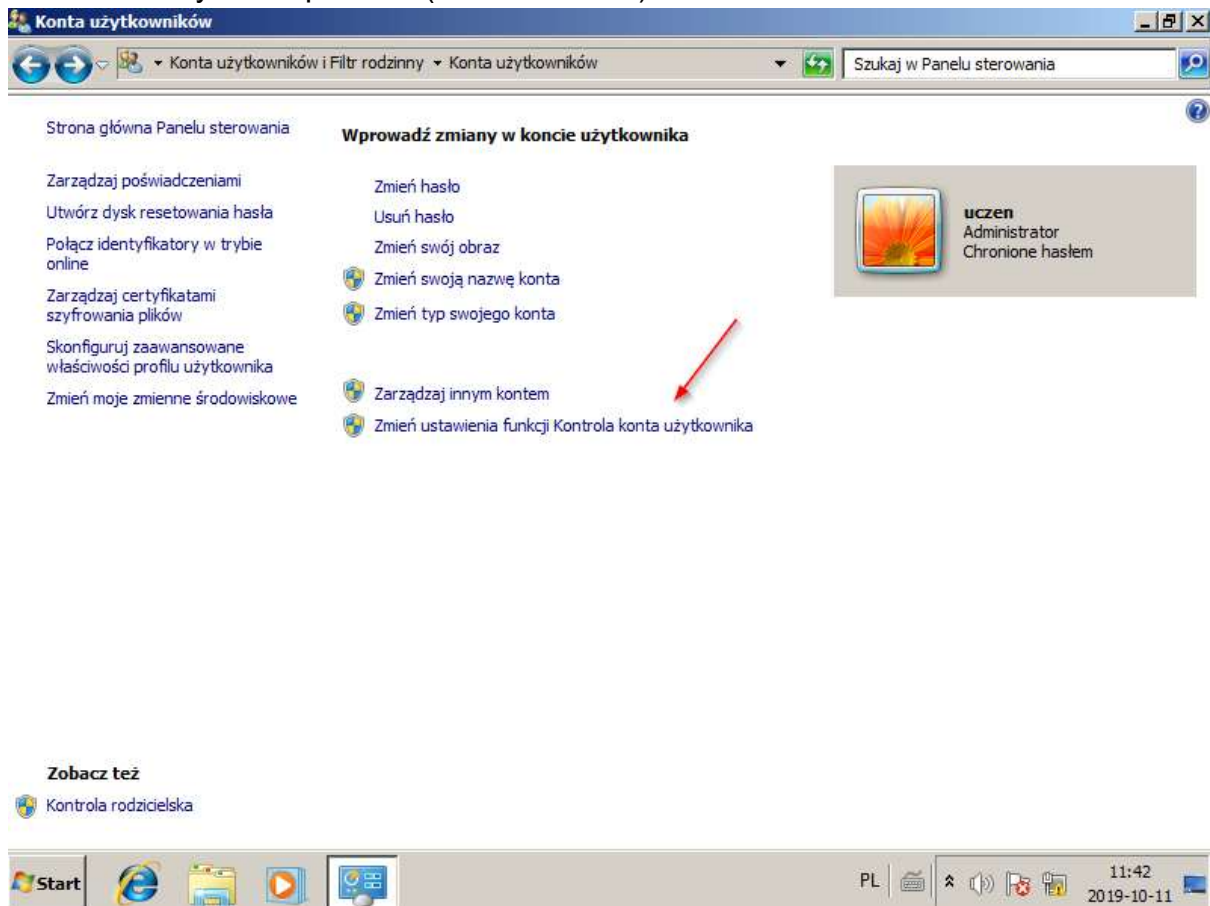 Konta użytkowników
Konta użytkowników i Filtr rodzinny Konta użytkowników
Szukaj w Panelu sterowania
Strona główna Panelu sterowania
Zarządzaj poświadczeniami
Utwórz dysk resetowania hasła
Połącz identyfikatory w trybie
online
Zarządzaj certyfikatami
szyfrowania plików
Skonfiguruj zaawansowane
właściwości profilu użytkownika
Zmień moje zmienne środowiskowe
Wprowadź zmiany w koncie użytkownika
Zmień hasło
Usuń hasło
Zmień swój obraz
Zmień swoją nazwę konta
Zmień typ swojego konta
Zarządzaj innym kontem
Zmień ustawienia funkcji Kontrola konta użytkownika
uczen
Administrator
Chronione hasłem
Zobacz też
Kontrola rodzicielska
Start
PL
11:42
2019-10-11